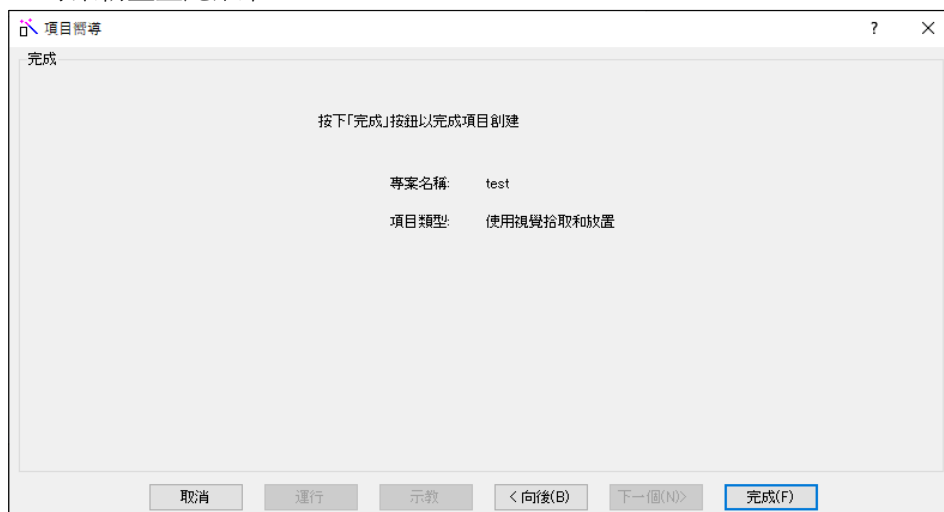 項目嚮導
?
完成
按下「完成」按鈕以完成項目創建
專案名稱: test
項目類型: 使用視覺拾取和放置
取消 運行 示教 < 向後(B) 下一個(N)> 完成(F)